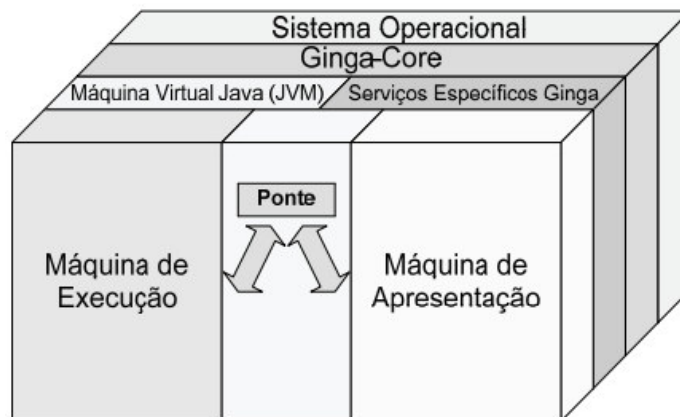 Sistema Operacional
Ginga-Core
Máquina Virtual Java (JVM)
Serviços Específicos Ginga
Ponte
Máquina de
Execução
Máquina de
Apresentação